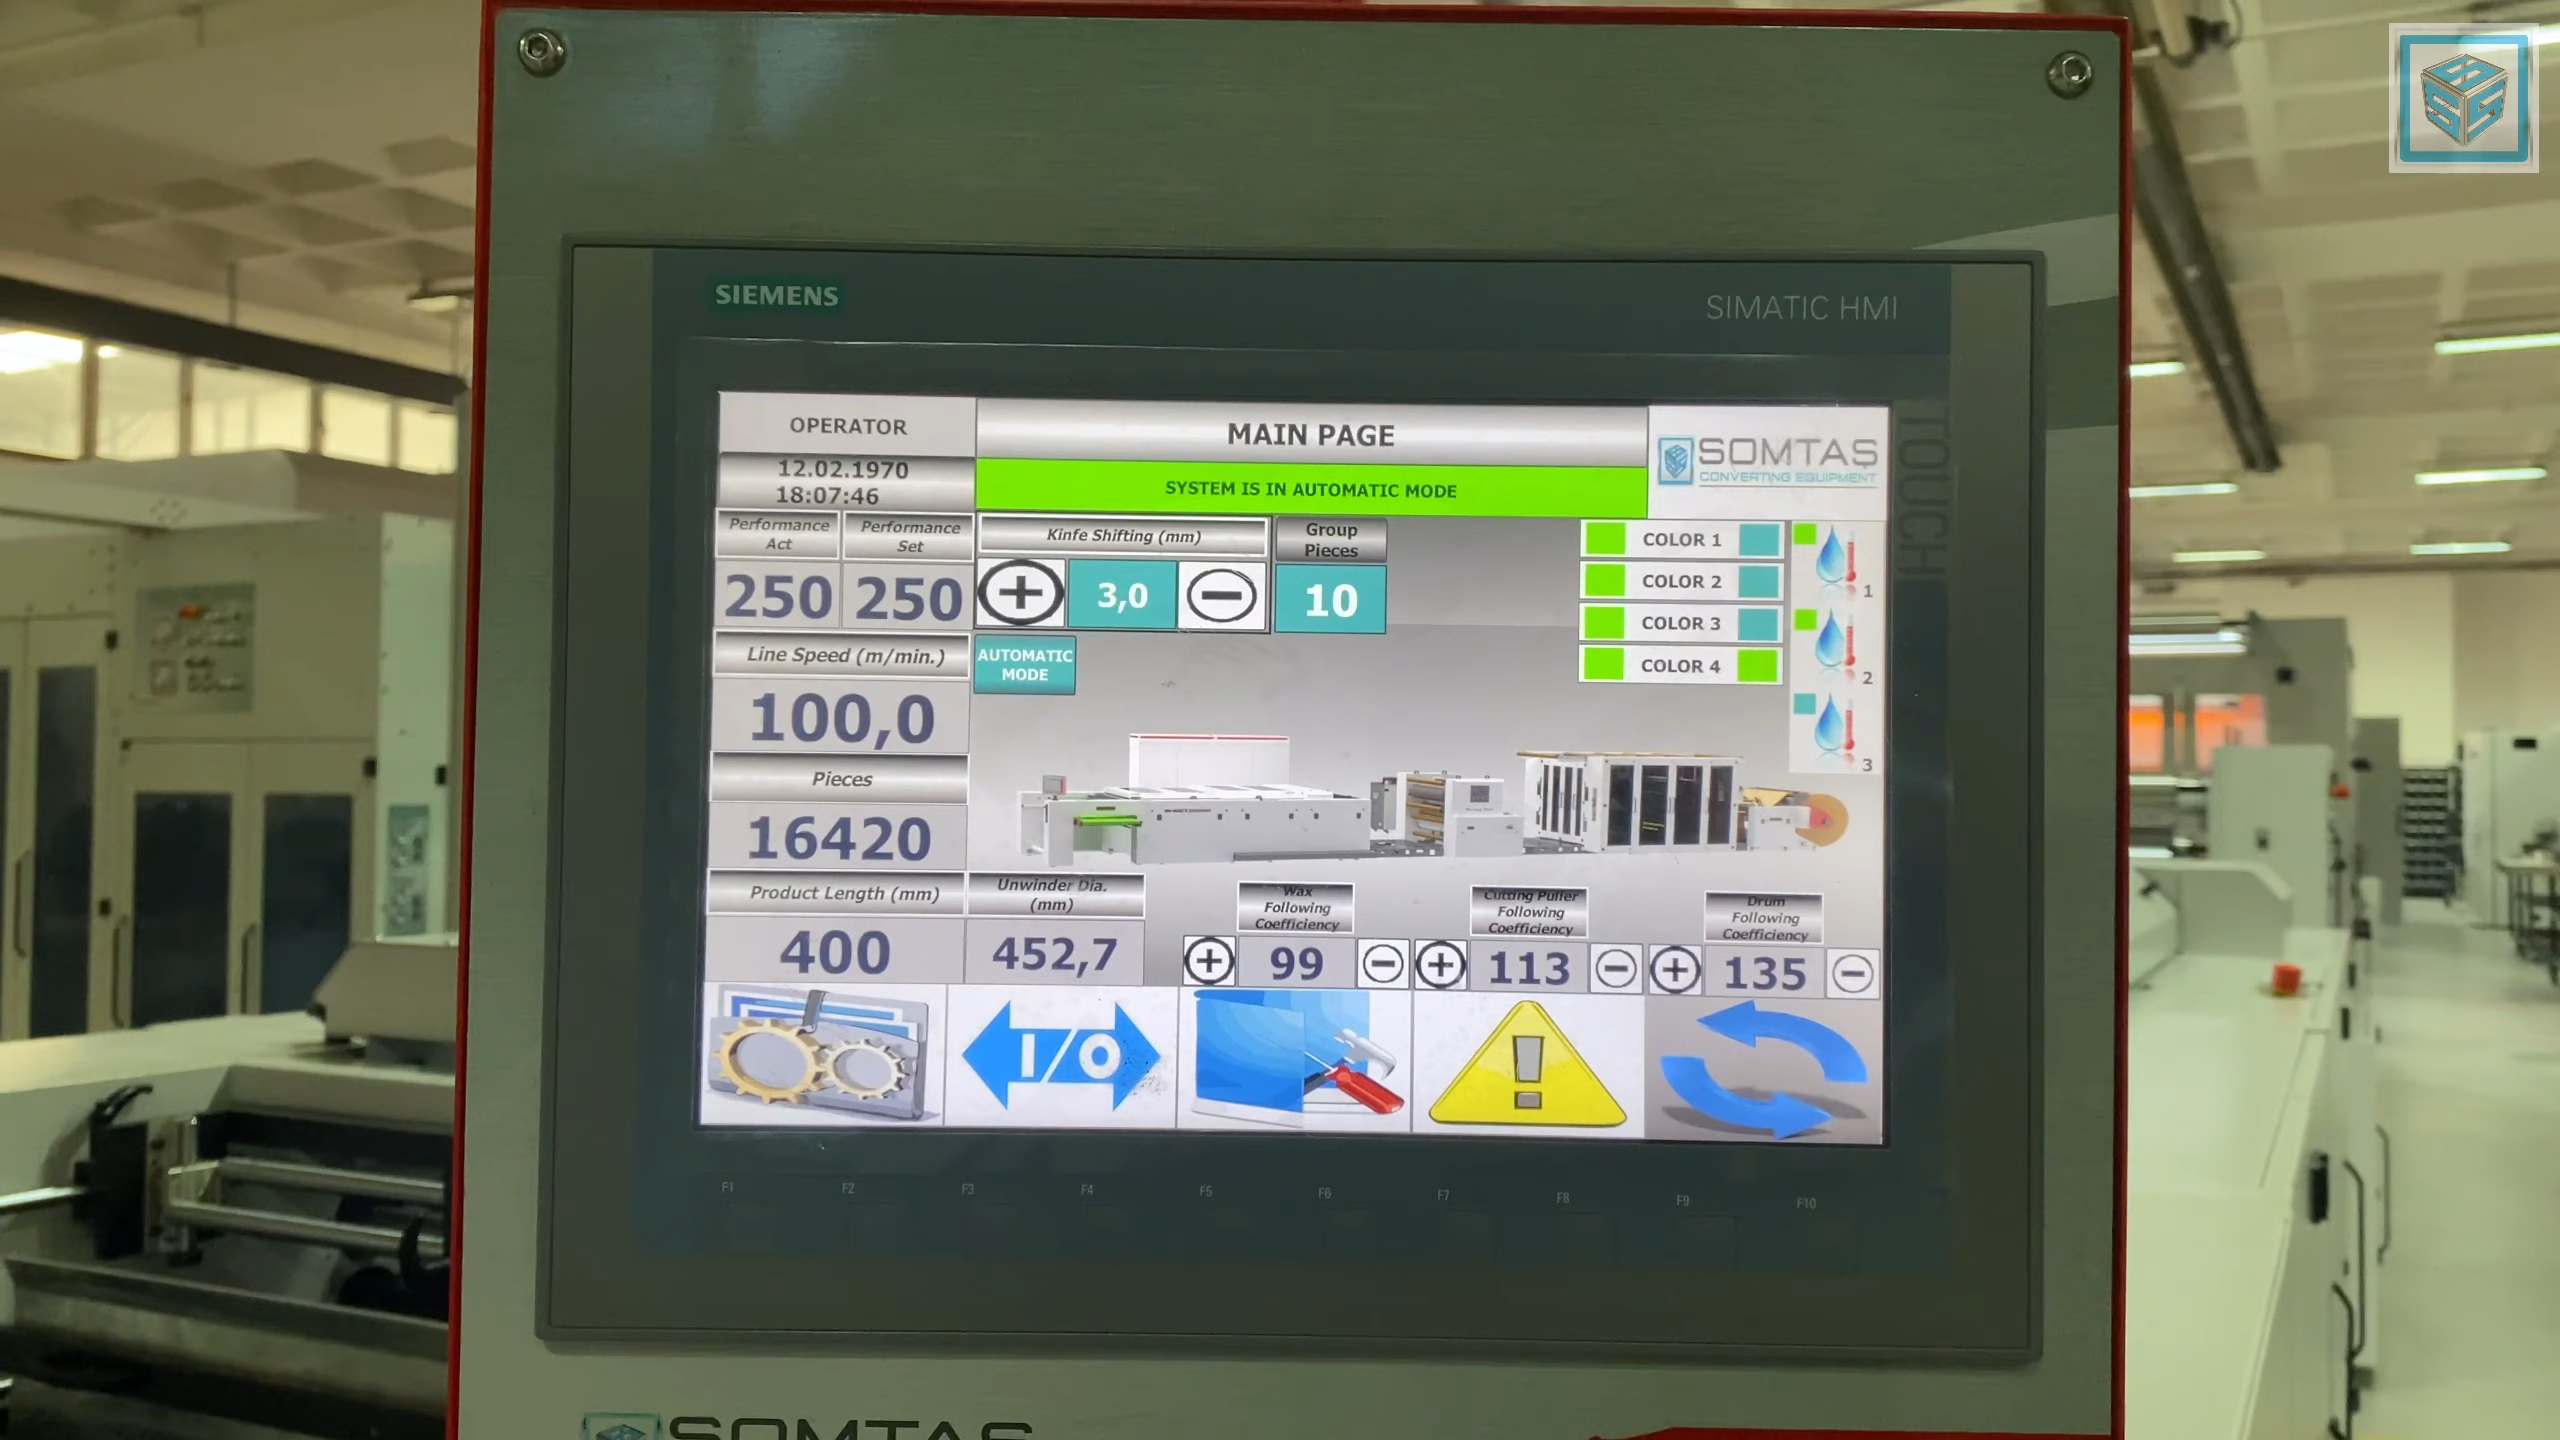 SIEMENS
SIMATIC HMI
TOUCH
OPERATOR
MAIN PAGE
SOMTAŞ
CONVERTING EQUIPMENT
12.02.1970
18:07:46
SYSTEM IS IN AUTOMATIC MODE
Performance
Act
Performance
Set
Kinfe Shifting (mm)
Group
Pieces
250
250
3,0
10
COLOR 1
COLOR 2
COLOR 3
COLOR 4
1
2
3
Line Speed (m/min.)
AUTOMATIC
MODE
100,0
Pieces
16420
Product Length (mm)
Unwinder Dia.
(mm)
Wax
Following
Coefficiency
Cutting Puller
Following
Coefficiency
Drum
Following
Coefficiency
400
452,7
99
113
135
I/O
F1 F2 F3 F4 F5 F6 F7 F8 F9 F10
SOMTAS